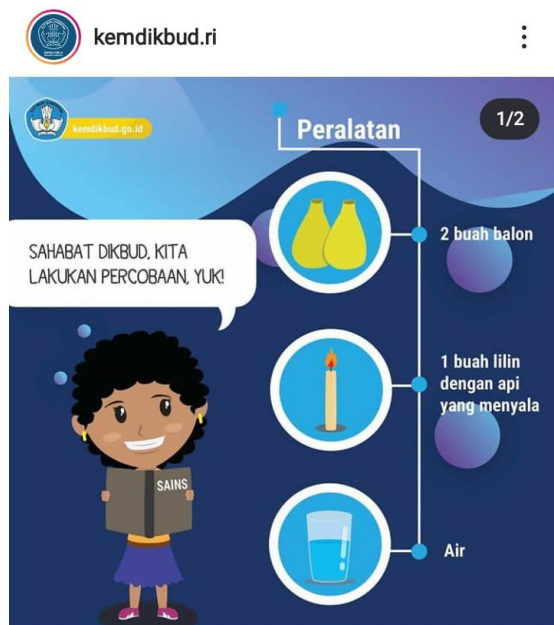 kemdikbud.ri
kemdikbud.go.id
1/2
Peralatan
SAHABAT DIKBUD, KITA
LAKUKAN PERCOBAAN, YUK!
2 buah balon
1 buah lilin
dengan api
yang menyala
SAINS
Air